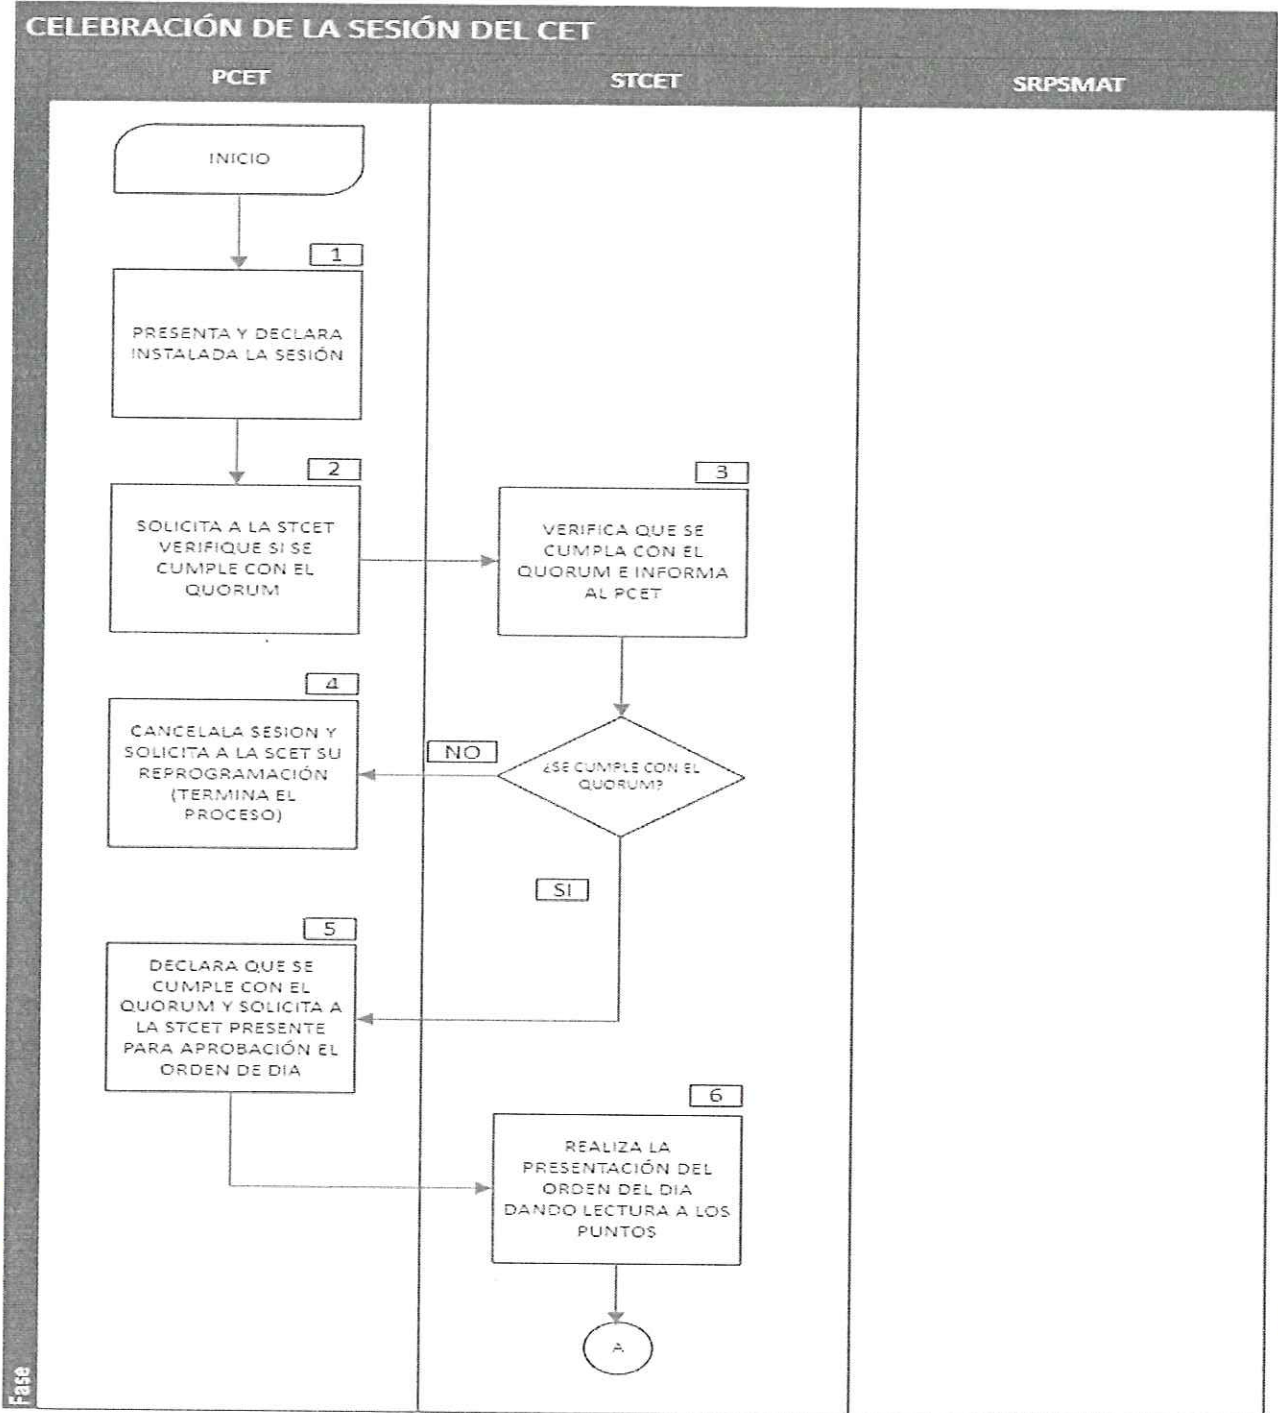 CELEBRACIÓN DE LA SESIÓN DEL CET
PCET
STCET
SRPSMAT
INICIO
1
PRESENTA Y DECLARA
INSTALADA LA SESIÓN
2
SOLICITA A LA STCET
VERIFIQUE SI SE
CUMPLE CON EL
QUORUM
3
VERIFICA QUE SE
CUMPLA CON EL
QUORUM E INFORMA
AL PCET
4
CANCELALA SESION Y
SOLICITA A LA SCET SU
REPROGRAMACIÓN
(TERMINA EL
PROCESO)
NO
¿SE CUMPLE CON EL
QUORUM?
SI
5
DECLARA QUE SE
CUMPLE CON EL
QUORUM Y SOLICITA A
LA STCET PRESENTE
PARA APROBACIÓN EL
ORDEN DE DIA
6
REALIZA LA
PRESENTACIÓN DEL
ORDEN DEL DIA
DANDO LECTURA A LOS
PUNTOS
A
Fase